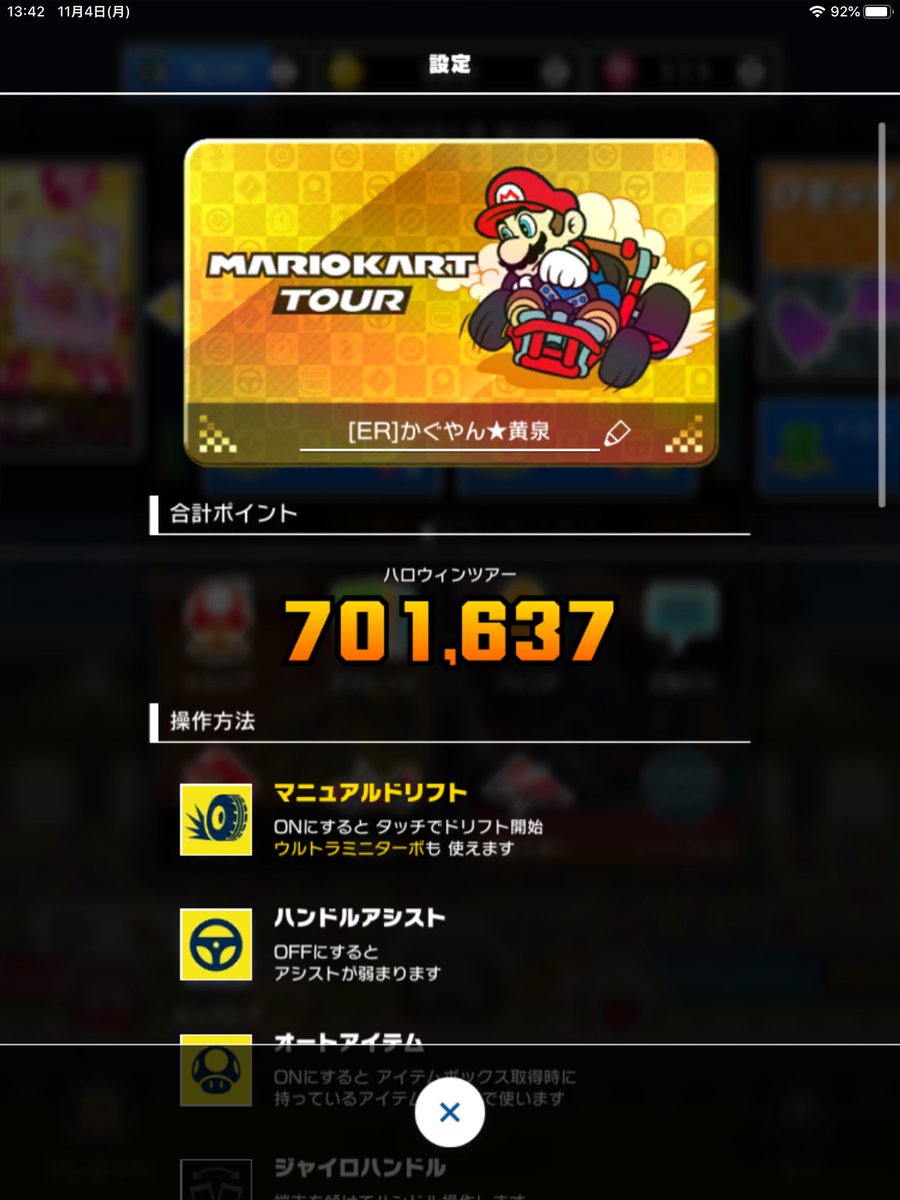 13:42 11月4日(月)
92%
設定
MARIOKART
TOUR
[ER]かぐやん★黄泉
合計ポイント
ハロウィンツアー
701,637
操作方法
マニュアルドリフト
ONにすると タッチでドリフト開始
ウルトラミニターボも 使えます
ハンドルアシスト
OFFにすると
アシストが弱まります
オートアイテム
ONにすると アイテムボックス取得時に
持っているアイテム
で使います
ジャイロハンドル